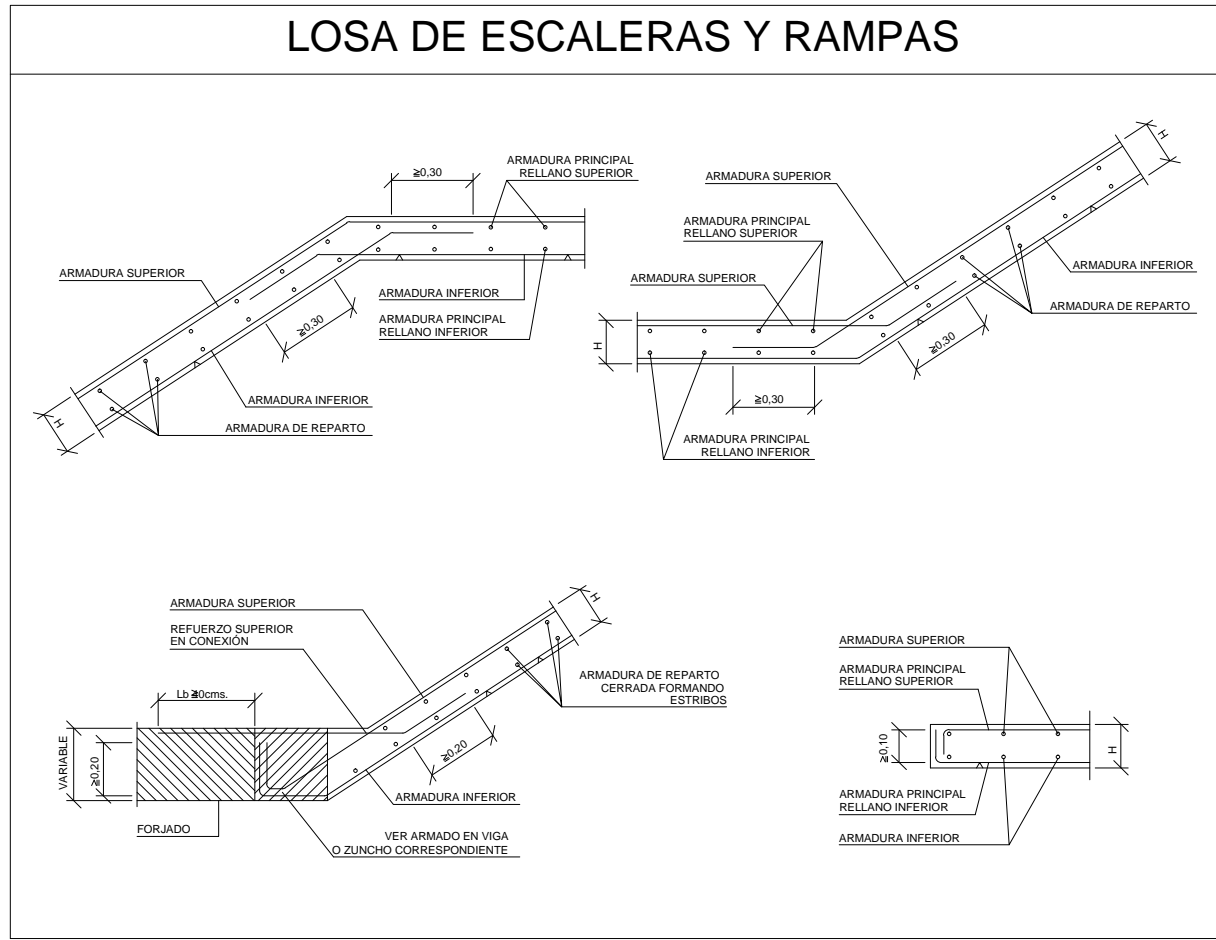 LOSA DE ESCALERAS Y RAMPAS
≧0,30
ARMADURA PRINCIPAL
RELLANO SUPERIOR
ARMADURA SUPERIOR
ARMADURA INFERIOR
ARMADURA PRINCIPAL
RELLANO INFERIOR
≧0,30
ARMADURA INFERIOR
ARMADURA DE REPARTO
H
ARMADURA SUPERIOR
H
ARMADURA PRINCIPAL
RELLANO SUPERIOR
ARMADURA SUPERIOR
ARMADURA INFERIOR
ARMADURA DE REPARTO
H
≧0,30
≧0,30
ARMADURA PRINCIPAL
RELLANO INFERIOR
ARMADURA SUPERIOR
REFUERZO SUPERIOR
EN CONEXIÓN
H
ARMADURA DE REPARTO
CERRADA FORMANDO
ESTRIBOS
VARIABLE
≧0,20
≧0,20
ARMADURA INFERIOR
FORJADO
VER ARMADO EN VIGA
O ZUNCHO CORRESPONDIENTE
ARMADURA SUPERIOR
ARMADURA PRINCIPAL
RELLANO SUPERIOR
≧0,10
H
ARMADURA PRINCIPAL
RELLANO INFERIOR
ARMADURA INFERIOR